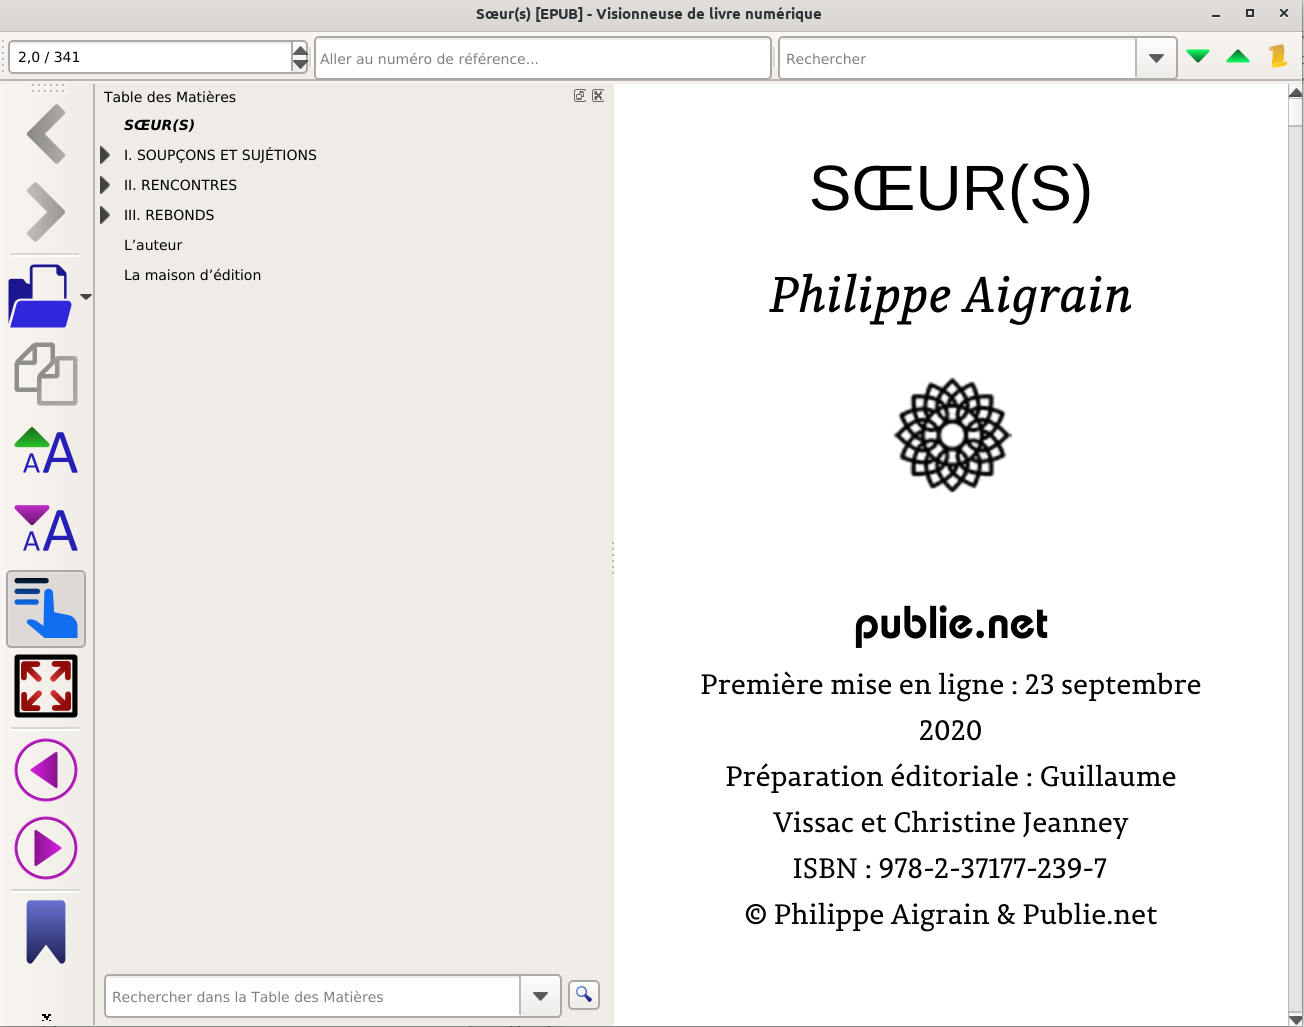 Sœur(s) [EPUB] - Visionneuse de livre numérique
2,0 / 341
Aller au numéro de référence...
Rechercher
Table des Matières
SŒUR(S)
I. SOUPÇONS ET SUJÉTIONS
II. RENCONTRES
III. REBONDS
L’auteur
La maison d’édition
Rechercher dans la Table des Matières
SŒUR(S)
Philippe Aigrain
publie.net
Première mise en ligne : 23 septembre
2020
Préparation éditoriale : Guillaume
Vissac et Christine Jeanney
ISBN : 978-2-37177-239-7
© Philippe Aigrain & Publie.net